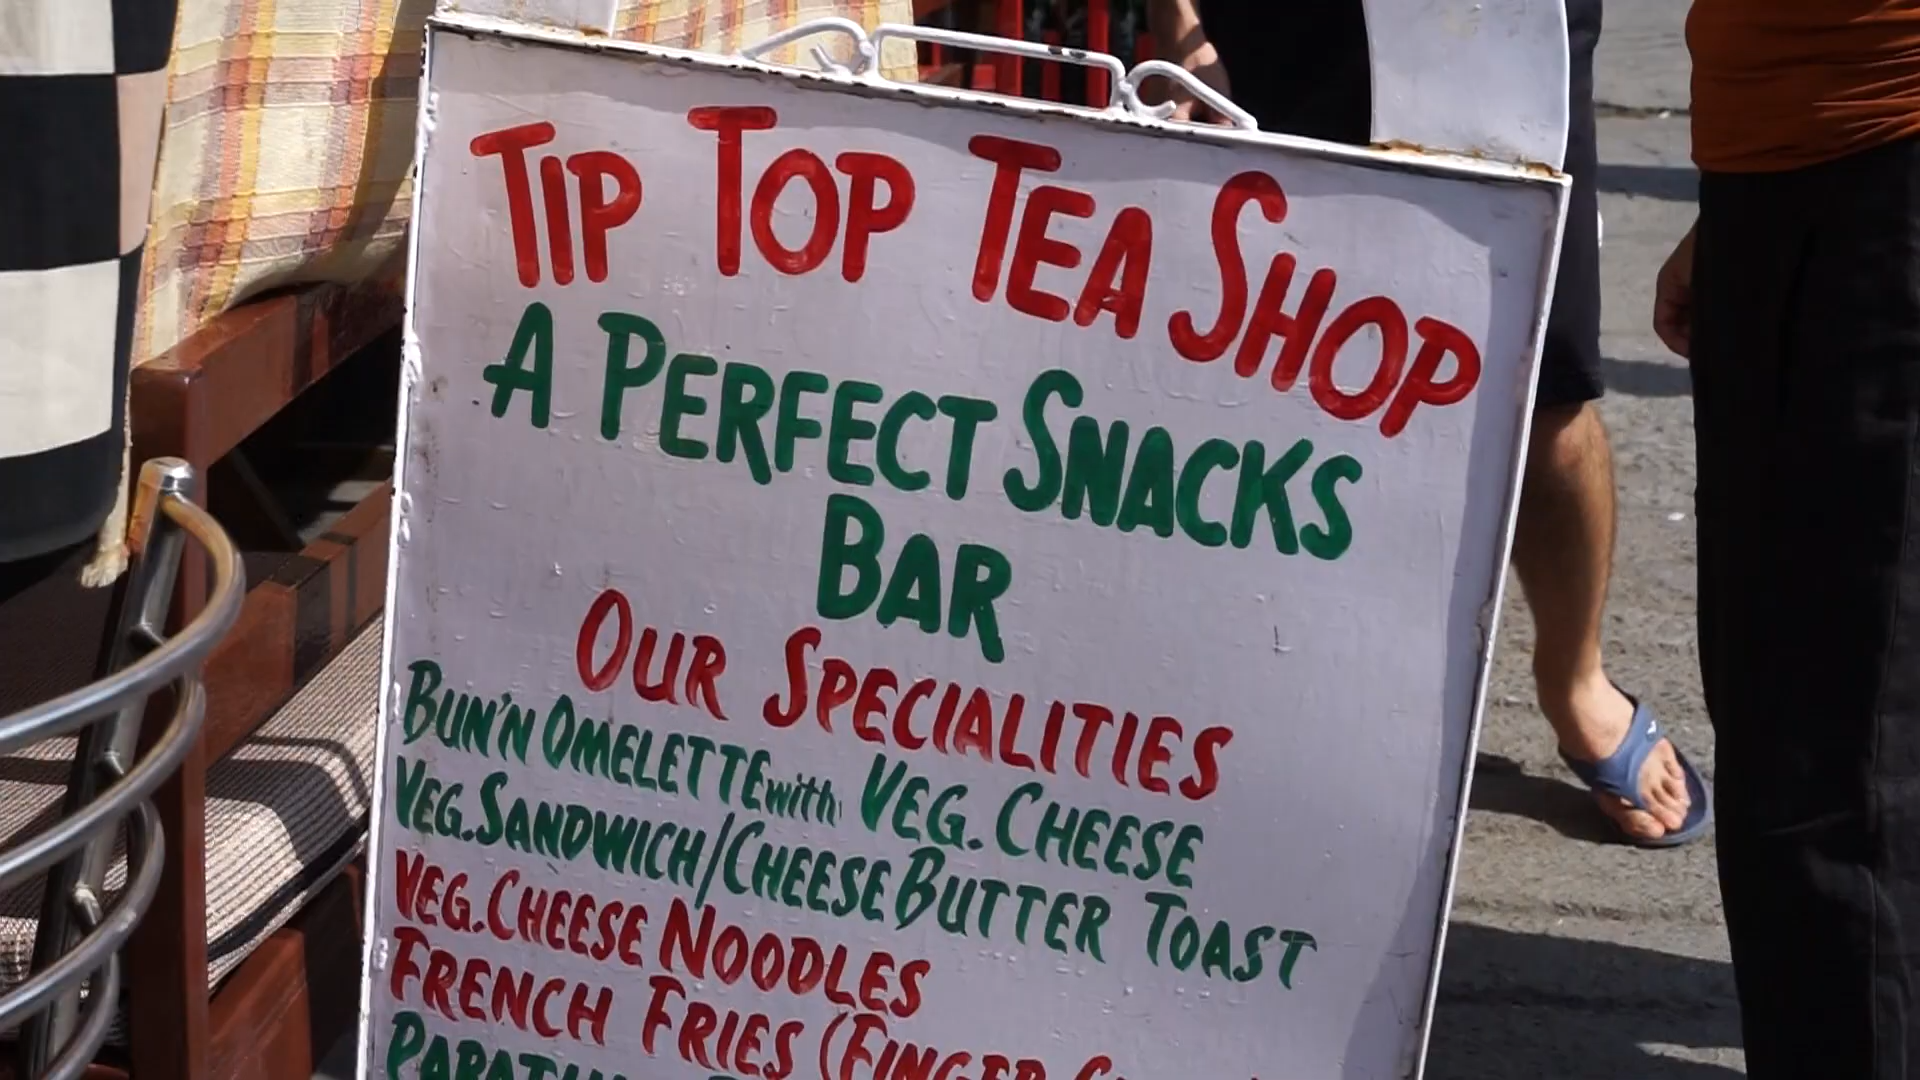 TIP TOP TEA SHOP
A PERFECT SNACKS
BAR
OUR SPECIALITIES
BUN'N OMELETTE with VEG. CHEESE
VEG. SANDWICH/CHEESE BUTTER TOAST
VEG. CHEESE NOODLES
FRENCH FRIES (FINGER